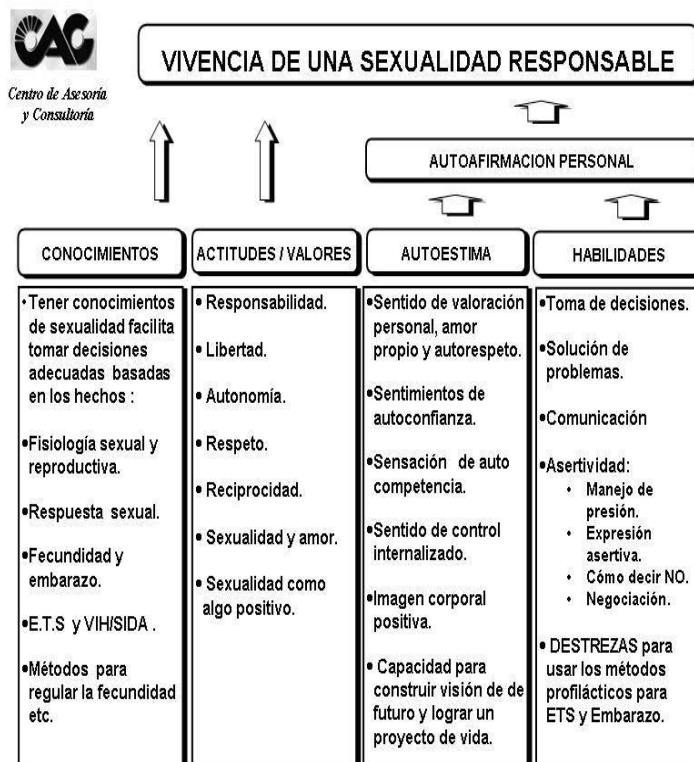 CAC
Centro de Asesoría
y Consultoría
VIVENCIA DE UNA SEXUALIDAD RESPONSABLE
AUTOAFIRMACION PERSONAL
CONOCIMIENTOS
• Tener conocimientos
de sexualidad facilita
tomar decisiones
adecuadas basadas
en los hechos :
•Fisiología sexual y
reproductiva.
•Respuesta sexual.
•Fecundidad y
embarazo.
•E.T.S y VIH/SIDA .
•Métodos para
regular la fecundidad
etc.
ACTITUDES / VALORES
• Responsabilidad.
• Libertad.
• Autonomía.
• Respeto.
• Reciprocidad.
• Sexualidad y amor.
• Sexualidad como
algo positivo.
AUTOESTIMA
•Sentido de valoración
personal, amor
propio y autorespeto.
•Sentimientos de
autoconfianza.
•Sensación de auto
competencia.
•Sentido de control
internalizado.
•Imagen corporal
positiva.
• Capacidad para
construir visión de de
futuro y lograr un
proyecto de vida.
HABILIDADES
•Toma de decisiones.
•Solución de
problemas.
•Comunicación
•Asertividad:
• Manejo de
presión.
• Expresión
asertiva.
• Cómo decir NO.
• Negociación.
• DESTREZAS para
usar los métodos
profilácticos para
ETS y Embarazo.